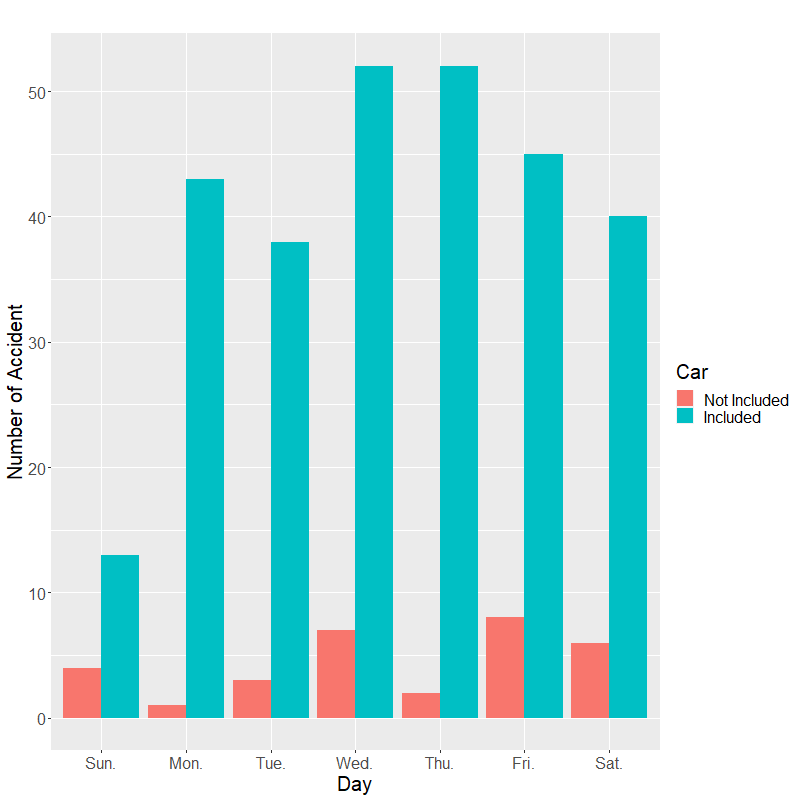 Number of Accident
50
40
30
20
10
0
Sun. Mon. Tue. Wed. Thu. Fri. Sat.
Day
Car
Not Included
Included